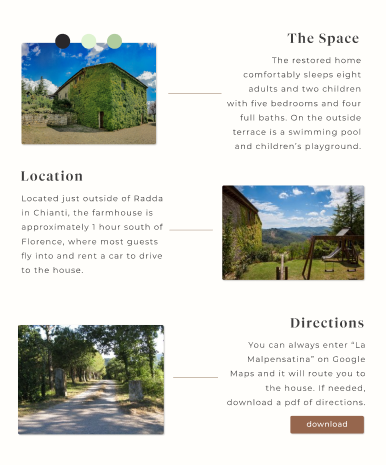 The Space
The restored home
comfortably sleeps eight
adults and two children
with five bedrooms and four
full baths. On the outside
terrace is a swimming pool
and children's playground.
Location
Located just outside of Radda
in Chianti, the farmhouse is
approximately 1 hour south of
Florence, where most guests
fly into and rent a car to drive
to the house.
Directions
You can always enter “La
Malpensatina” on Google
Maps and it will route you to
the house. If needed,
download a pdf of directions.
download